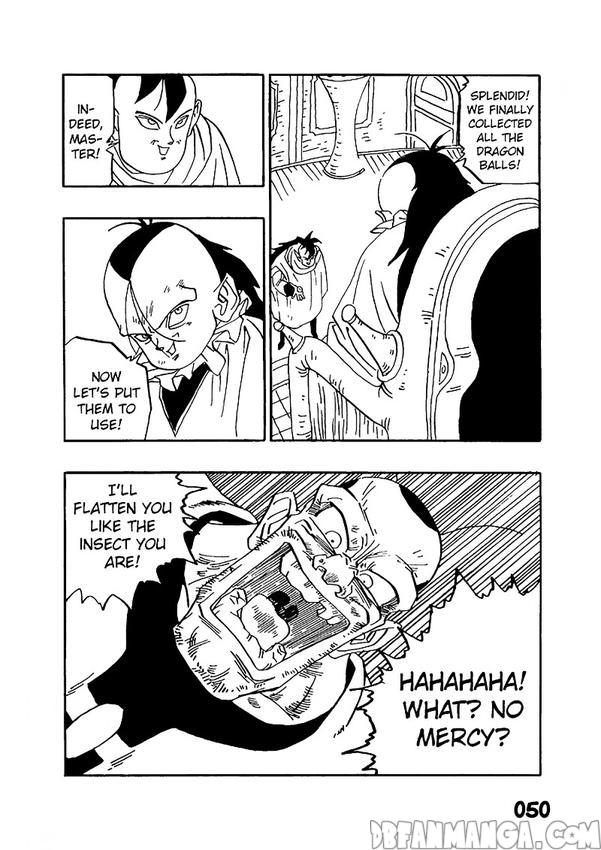 SPLENDID!
WE FINALLY
COLLECTED
ALL THE
DRAGON
BALLS!
IN-
DEED,
MAS-
TER!
NOW
LET'S PUT
THEM TO
USE!
I'LL
FLATTEN YOU
LIKE THE
INSECT YOU
ARE!
HAHAHAHA!
WHAT? NO
MERCY?
050
DBFANMANGA.COM